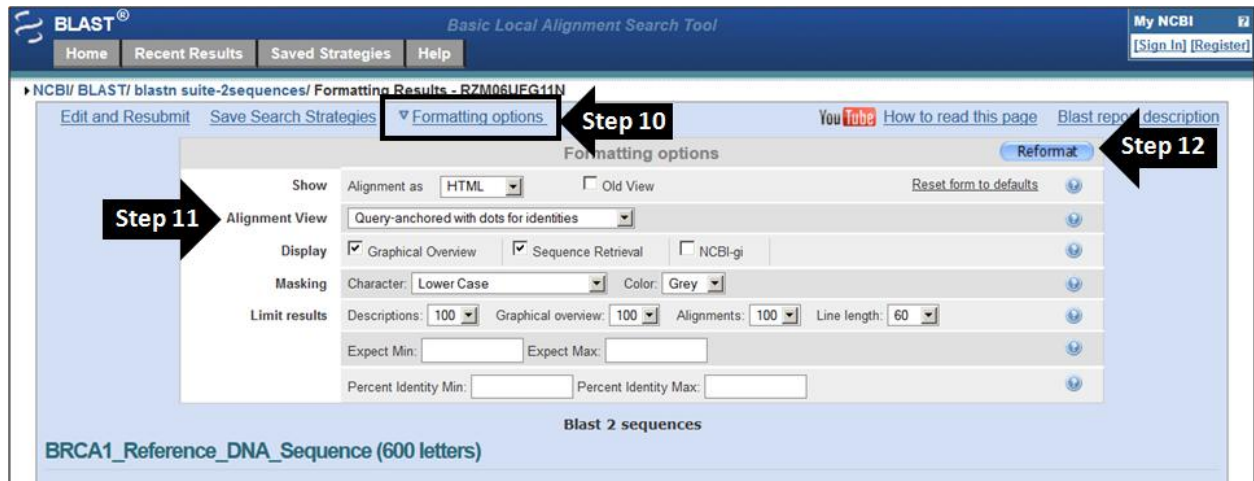 BLAST® Basic Local Alignment Search Tool My NCBI
[Sign In] [Register]
Home Recent Results Saved Strategies Help
NCBI/ BLAST/ blastn suite-2sequences/ Formatting Results - RZM06UFG11N
Edit and Resubmit Save Search Strategies Formatting options Step 10 YouTube How to read this page Blast report description
Formatting options Reformat Step 12
Show Alignment as HTML Old View Reset form to defaults
Step 11 Alignment View Query-anchored with dots for identities
Display Graphical Overview Sequence Retrieval NCBI-gi
Masking Character: Lower Case Color: Grey
Limit results Descriptions: 100 Graphical overview: 100 Alignments: 100 Line length: 60
Expect Min: Expect Max:
Percent Identity Min: Percent Identity Max:
Blast 2 sequences
BRCA1_Reference_DNA_Sequence (600 letters)